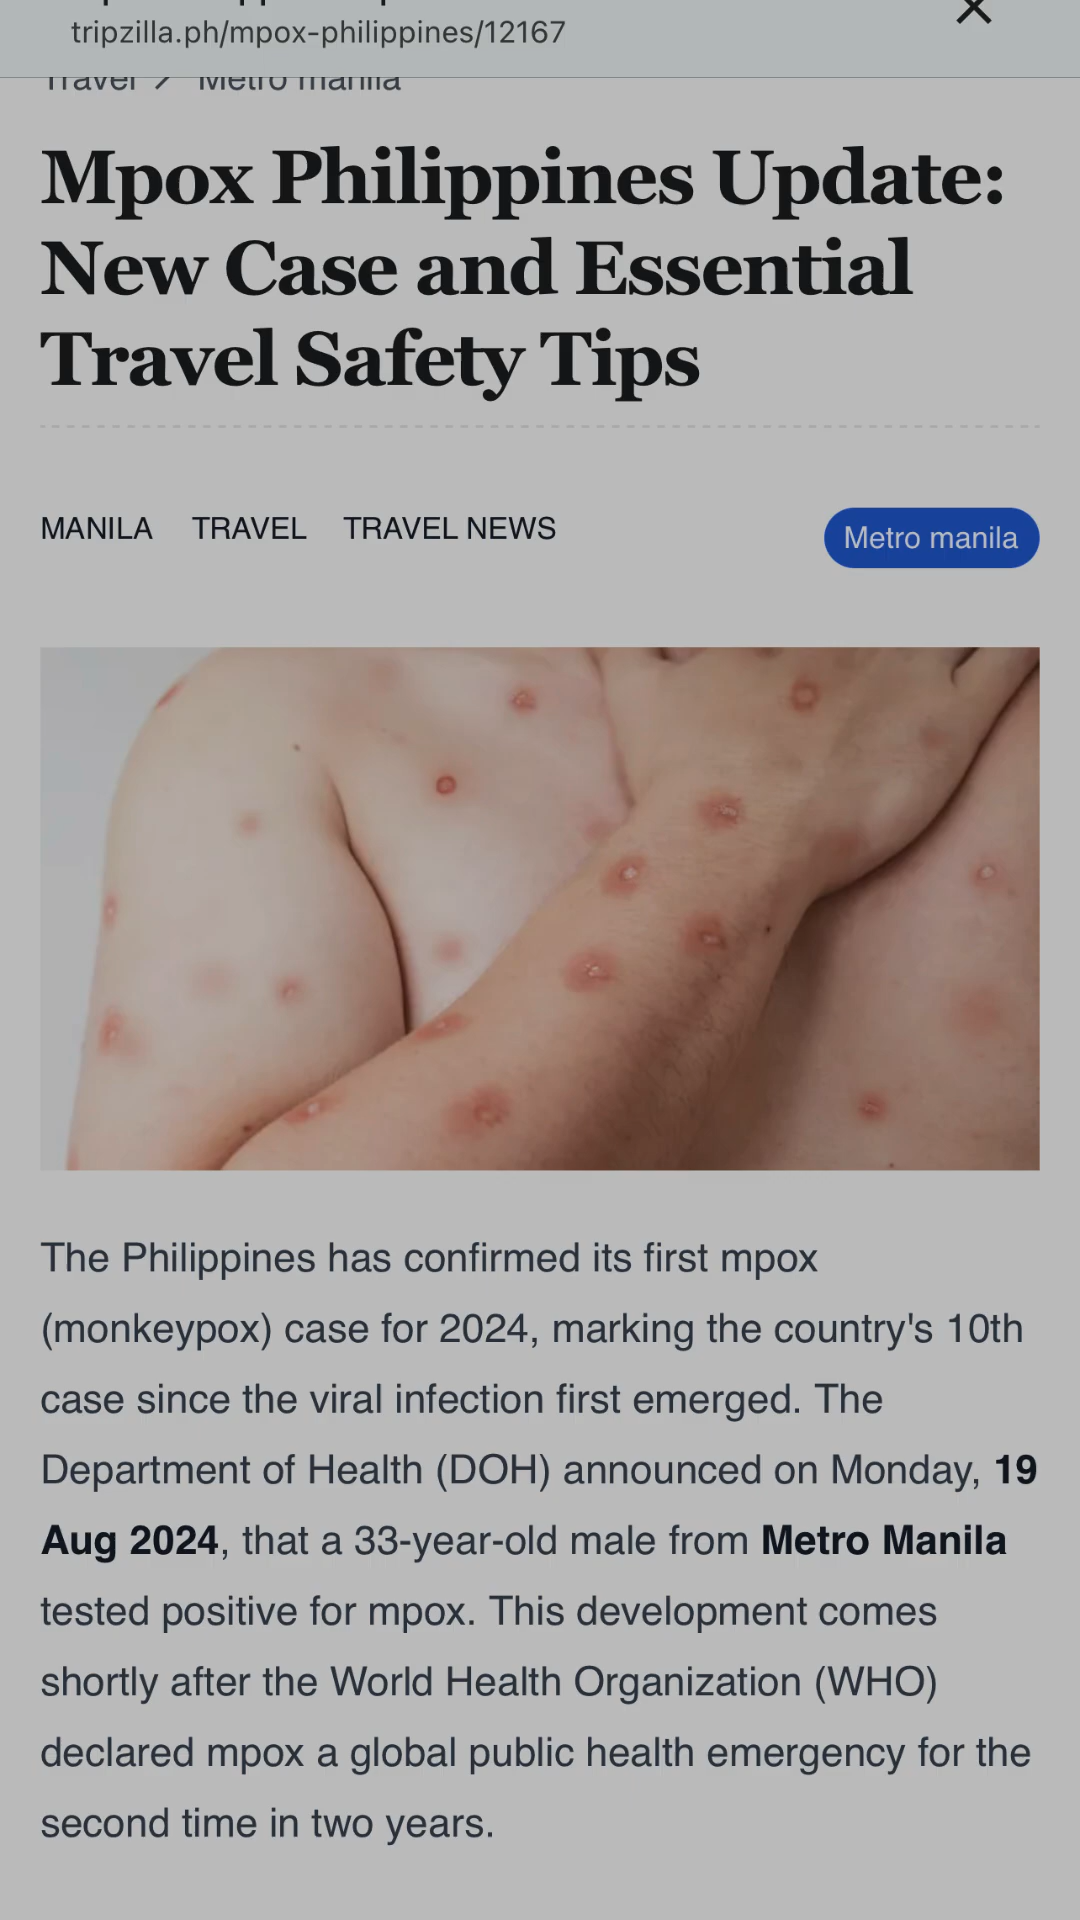 tripzilla.ph/mpox-philippines/12167
Travel > Metro manila
Mpox Philippines Update:
New Case and Essential
Travel Safety Tips
MANILA TRAVEL TRAVEL NEWS
Metro manila
The Philippines has confirmed its first mpox
(monkeypox) case for 2024, marking the country's 10th
case since the viral infection first emerged. The
Department of Health (DOH) announced on Monday, 19
Aug 2024, that a 33-year-old male from Metro Manila
tested positive for mpox. This development comes
shortly after the World Health Organization (WHO)
declared mpox a global public health emergency for the
second time in two years.